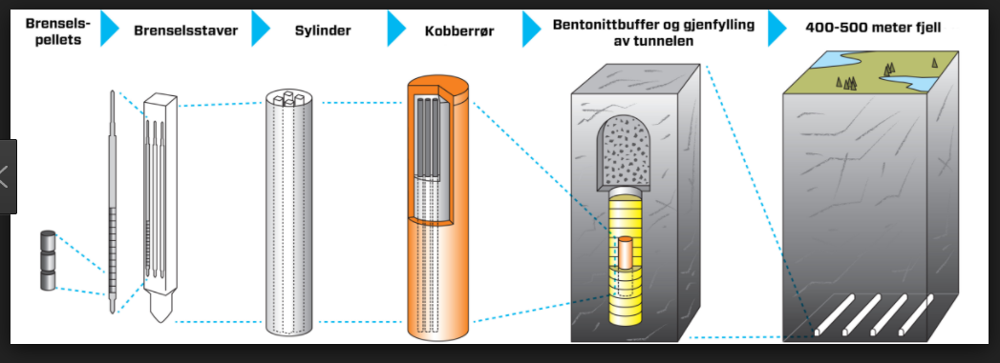 Brensels-
pellets
Brenselsstaver
Sylinder
Kobberrør
Bentonittbuffer og gjenfylling
av tunnelen
400-500 meter fjell